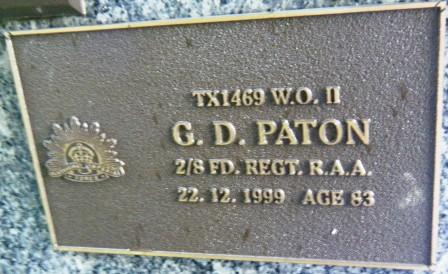 TX1469 W.O. II
G. D. PATON
2/8 FD. REGT. R.A.A.
22. 12. 1999 AGE 83